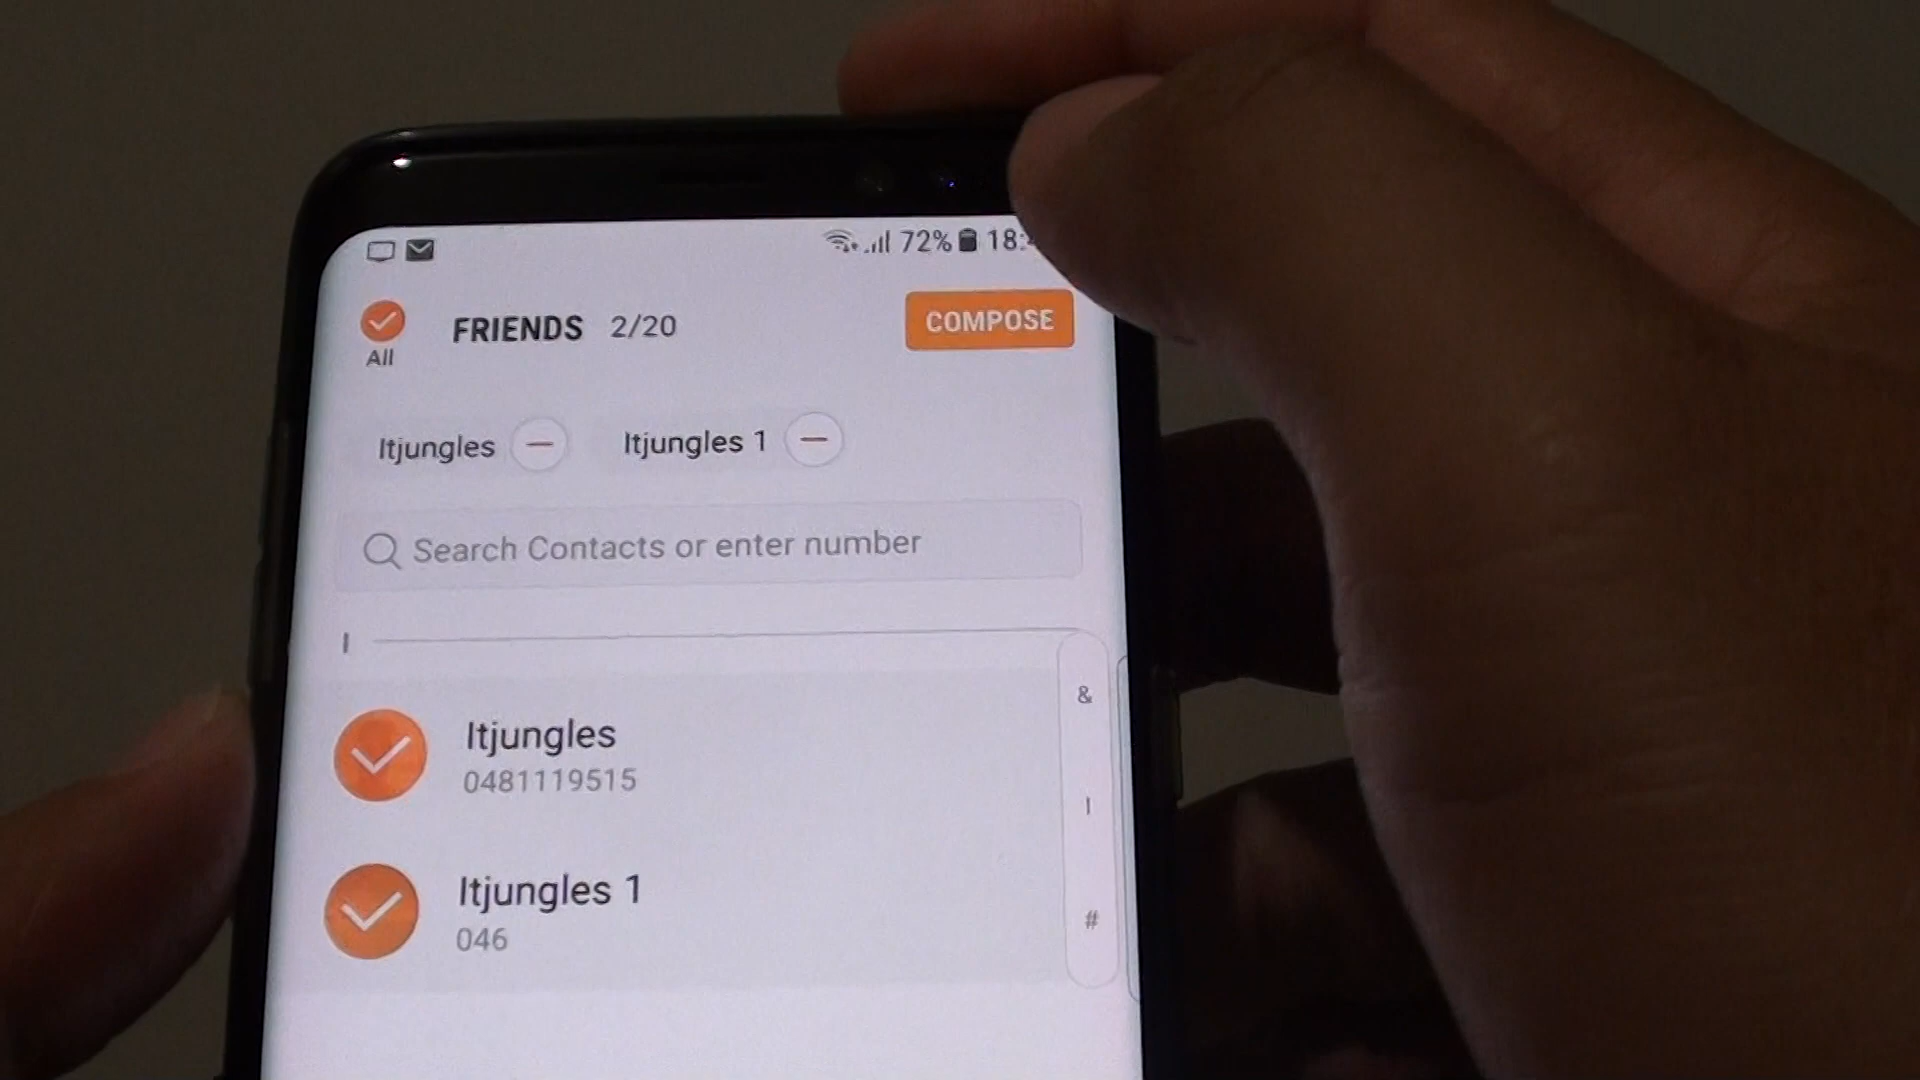 72% 18:
All
FRIENDS 2/20
COMPOSE
Itjungles
Itjungles 1
Search Contacts or enter number
I
Itjungles
0481119515
Itjungles 1
046
&
I
#